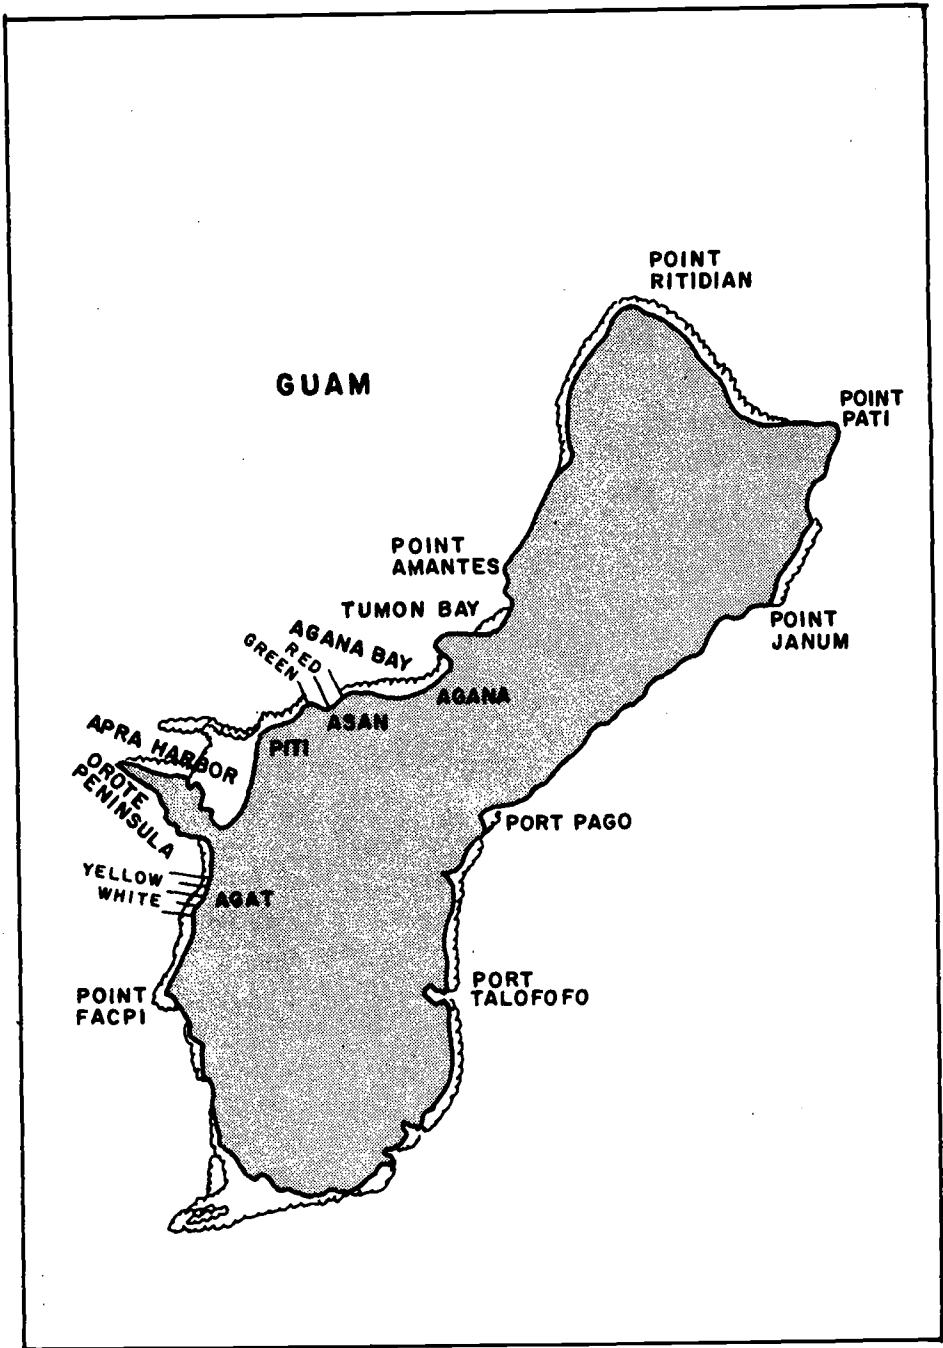 POINT
RITIDIAN
GUAM
POINT
PATI
POINT
AMANTES
TUMON BAY
POINT
JANUM
AGANA BAY
RED
GREEN
AGANA
ASAN
PITI
APRA HARBOR
OROTE
PENINSULA
PORT PAGO
YELLOW
WHITE
AGAT
PORT
TALOFOFO
POINT
FACPI